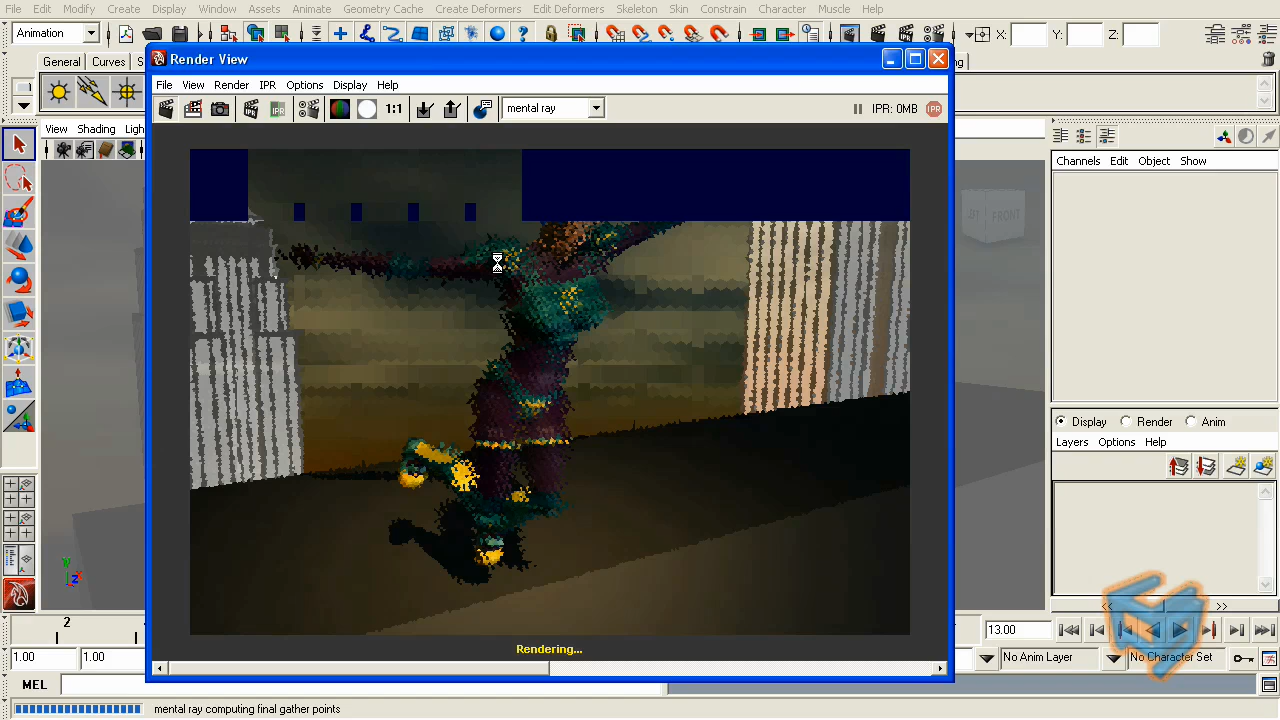 File Edit Modify Create Display Window Assets Animate Geometry Cache Create Deformers Edit Deformers Skeleton Skin Constrain Character Muscle Help
Animation X: Y: Z:
Render View
General Curves
File View Render IPR Options Display Help
1:1 mental ray IPR: 0MB IPR
View Shading
Channels Edit Object Show
FRONT
Display Render Anim
Layers Options Help
Rendering...
2 13.00
1.00 1.00 No Anim Layer No Character Set
MEL
mental ray computing final gather points